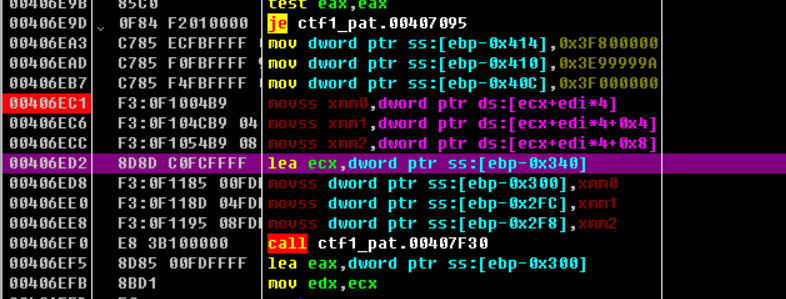 00406E9B 85C0 test eax,eax
00406E9D 0F84 F2010000 je ctf1_pat.00407095
00406EA3 C785 ECFBFFFF mov dword ptr ss:[ebp-0x414],0x3F800000
00406EAD C785 F0FBFFFF mov dword ptr ss:[ebp-0x410],0x3E99999A
00406EB7 C785 F4FBFFFF mov dword ptr ss:[ebp-0x40C],0x3F000000
00406EC1 F3:0F1004B9 movss xmm0,dword ptr ds:[ecx+edi*4]
00406EC6 F3:0F104CB9 04 movss xmm1,dword ptr ds:[ecx+edi*4+0x4]
00406ECC F3:0F1054B9 08 movss xmm2,dword ptr ds:[ecx+edi*4+0x8]
00406ED2 8D8D C0FCFFFF lea ecx,dword ptr ss:[ebp-0x340]
00406ED8 F3:0F1185 00FD movss dword ptr ss:[ebp-0x300],xmm0
00406EE0 F3:0F118D 04FD movss dword ptr ss:[ebp-0x2FC],xmm1
00406EE8 F3:0F1195 08FD movss dword ptr ss:[ebp-0x2F8],xmm2
00406EF0 E8 3B100000 call ctf1_pat.00407F30
00406EF5 8D85 00FDFFFF lea eax,dword ptr ss:[ebp-0x300]
00406EFB 8BD1 mov edx,ecx